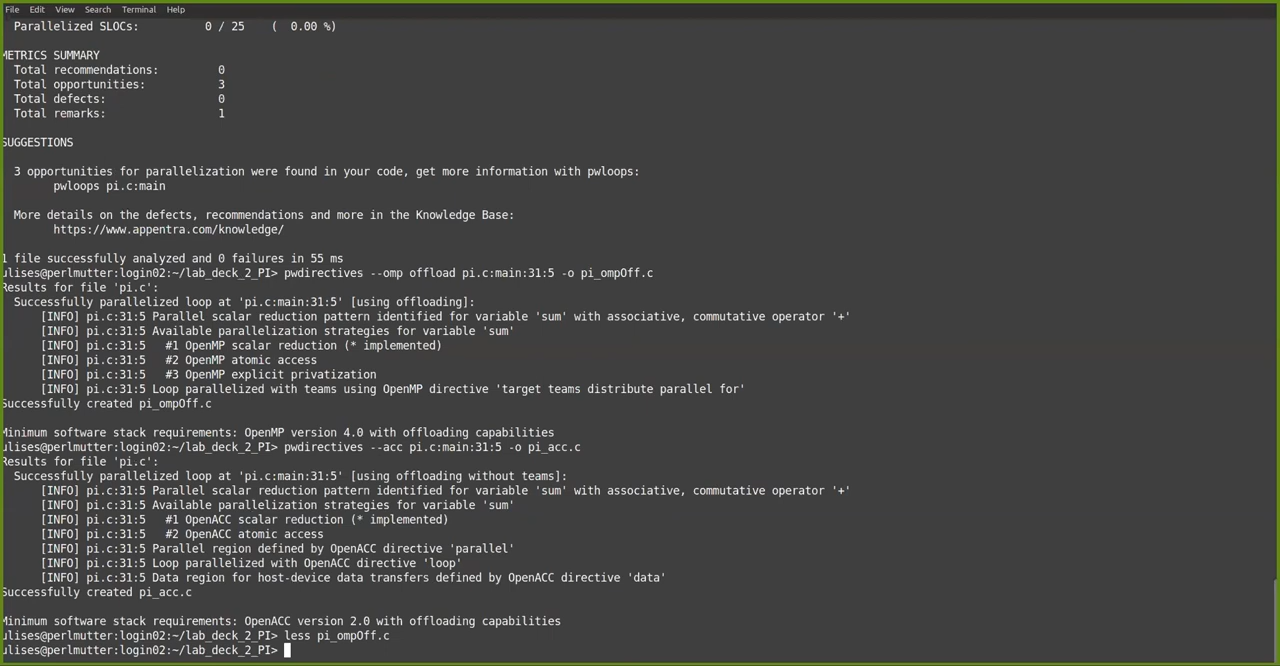 File Edit View Search Terminal Help
Parallelized SLOCs: 0 / 25 ( 0.00 %)
METRICS SUMMARY
Total recommendations: 0
Total opportunities: 3
Total defects: 0
Total remarks: 1
SUGGESTIONS
3 opportunities for parallelization were found in your code, get more information with pwloops:
pwloops pi.c:main
More details on the defects, recommendations and more in the Knowledge Base:
https://www.appentra.com/knowledge/
1 file successfully analyzed and 0 failures in 55 ms
ulises@perlmutter:login02:~/lab_deck_2_PI> pwdirectives --omp offload pi.c:main:31:5 -o pi_ompOff.c
Results for file 'pi.c':
Successfully parallelized loop at 'pi.c:main:31:5' [using offloading]:
[INFO] pi.c:31:5 Parallel scalar reduction pattern identified for variable 'sum' with associative, commutative operator '+'
[INFO] pi.c:31:5 Available parallelization strategies for variable 'sum'
[INFO] pi.c:31:5 #1 OpenMP scalar reduction (* implemented)
[INFO] pi.c:31:5 #2 OpenMP atomic access
[INFO] pi.c:31:5 #3 OpenMP explicit privatization
[INFO] pi.c:31:5 Loop parallelized with teams using OpenMP directive 'target teams distribute parallel for'
Successfully created pi_ompOff.c
Minimum software stack requirements: OpenMP version 4.0 with offloading capabilities
ulises@perlmutter:login02:~/lab_deck_2_PI> pwdirectives --acc pi.c:main:31:5 -o pi_acc.c
Results for file 'pi.c':
Successfully parallelized loop at 'pi.c:main:31:5' [using offloading without teams]:
[INFO] pi.c:31:5 Parallel scalar reduction pattern identified for variable 'sum' with associative, commutative operator '+'
[INFO] pi.c:31:5 Available parallelization strategies for variable 'sum'
[INFO] pi.c:31:5 #1 OpenACC scalar reduction (* implemented)
[INFO] pi.c:31:5 #2 OpenACC atomic access
[INFO] pi.c:31:5 Parallel region defined by OpenACC directive 'parallel'
[INFO] pi.c:31:5 Loop parallelized with OpenACC directive 'loop'
[INFO] pi.c:31:5 Data region for host-device data transfers defined by OpenACC directive 'data'
Successfully created pi_acc.c
Minimum software stack requirements: OpenACC version 2.0 with offloading capabilities
ulises@perlmutter:login02:~/lab_deck_2_PI> less pi_ompOff.c
ulises@perlmutter:login02:~/lab_deck_2_PI>